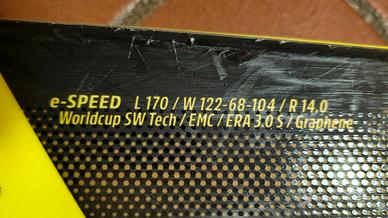 e-SPEED L 170 / W 122-68-104 / R 14.0
Worldcup SW Tech / EMC / ERA 3.0 S / Graphene